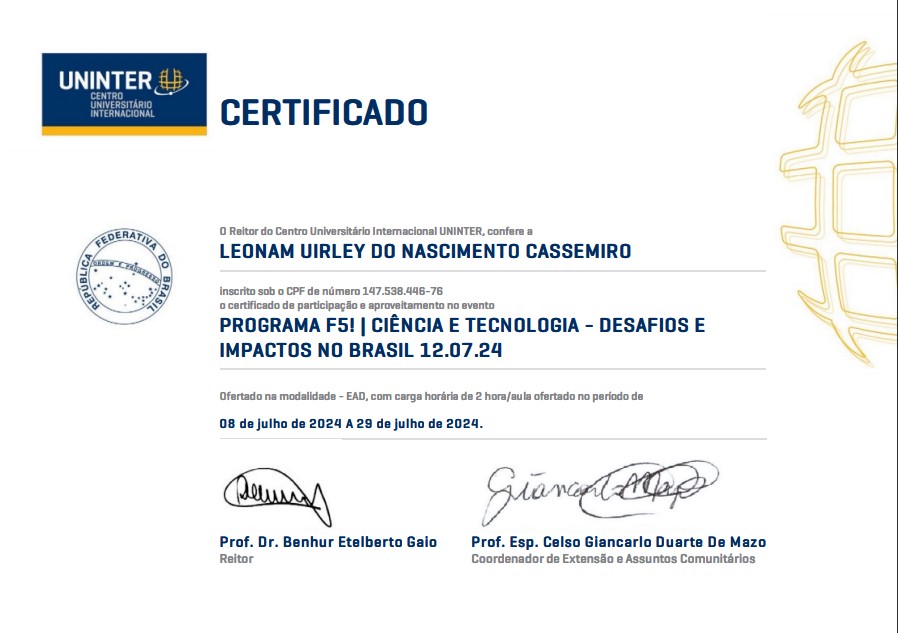 UNINTER
CENTRO
UNIVERSITÁRIO
INTERNACIONAL
CERTIFICADO
REPÚBLICA FEDERATIVA DO BRASIL
ORDEM E PROGRESSO
O Reitor do Centro Universitário Internacional UNINTER, confere a
LEONAM UIRLEY DO NASCIMENTO CASSEMIRO
inscrito sob o CPF de número 147.538.446-76
o certificado de participação e aproveitamento no evento
PROGRAMA F5! | CIÊNCIA E TECNOLOGIA - DESAFIOS E
IMPACTOS NO BRASIL 12.07.24
Ofertado na modalidade - EAD, com carga horária de 2 hora/aula ofertado no período de
08 de julho de 2024 A 29 de julho de 2024.
Prof. Dr. Benhur Etelberto Gaio
Reitor
Prof. Esp. Celso Giancarlo Duarte De Mazo
Coordenador de Extensão e Assuntos Comunitários